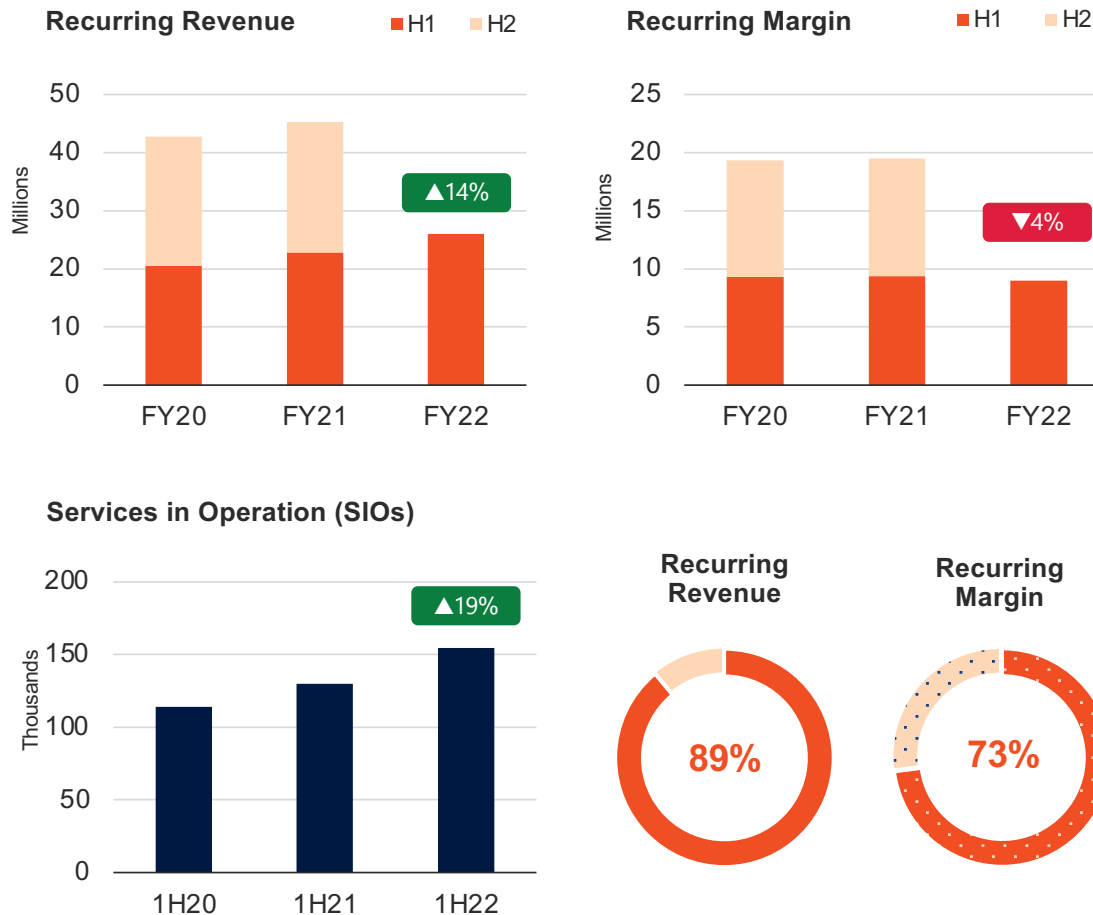 Recurring Revenue
H1 H2
50
40
30
20
10
0
Millions
▲14%
FY20 FY21 FY22
Recurring Margin
H1 H2
25
20
15
10
5
0
Millions
▼4%
FY20 FY21 FY22
Services in Operation (SIOs)
200
150
100
50
0
Thousands
▲19%
1H20 1H21 1H22
Recurring
Revenue
89%
Recurring
Margin
73%